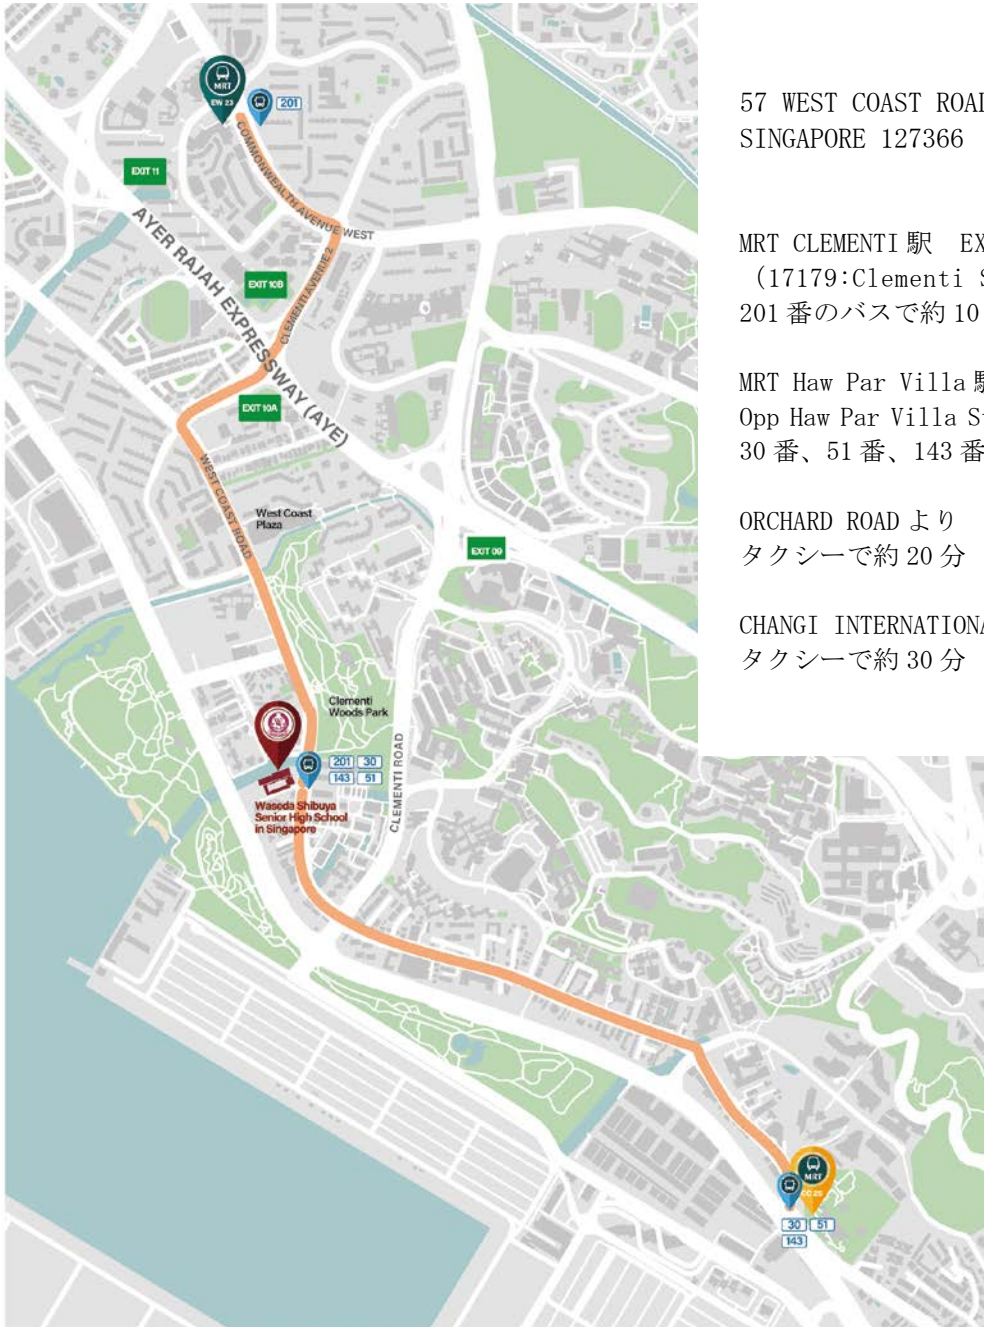 MRT
EW 23
201
EXIT 11
COMMONWEALTH AVENUE WEST
AYER RAJAH EXPRESSWAY (AYE)
EXIT 10B
CLEMENTI AVENUE 2
EXIT 10A
WEST COAST ROAD
West Coast
Plaza
EXIT 09
Clementi
Woods Park
CLEMENTI ROAD
201 30
143 51
Waseda Shibuya
Senior High School
in Singapore
MRT
CC 25
30 51
143
57 WEST COAST ROAD
SINGAPORE 127366
MRT CLEMENTI駅 EX
(17179:Clementi S
201番のバスで約10
MRT Haw Par Villa駅
Opp Haw Par Villa St
30番、51番、143番
ORCHARD ROADより
タクシーで約20分
CHANGI INTERNATIONA
タクシーで約30分